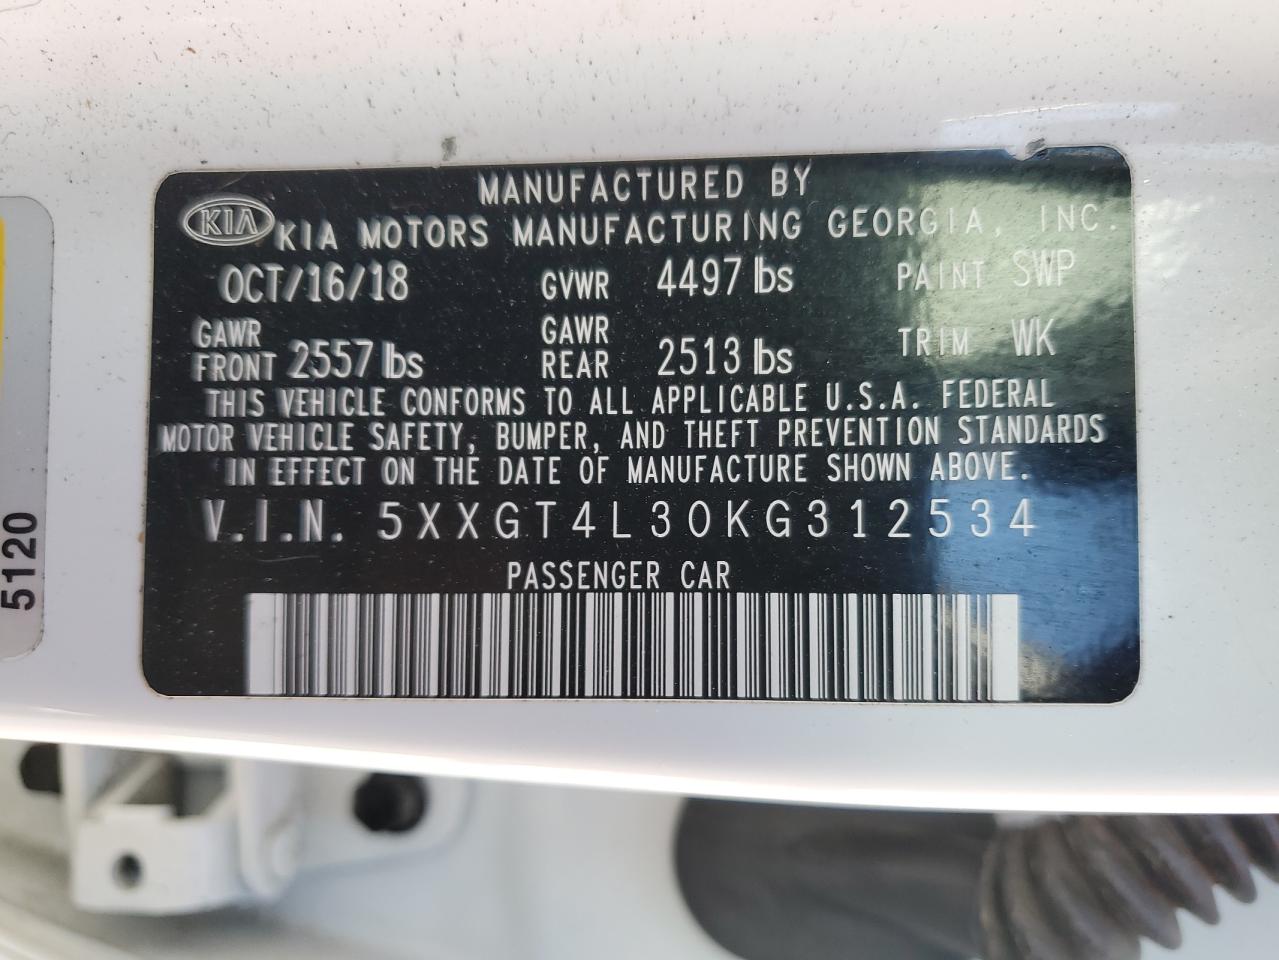 MANUFACTURED BY
KIA KIA MOTORS MANUFACTURING GEORGIA, INC.
OCT/16/18 GVWR 4497 lbs PAINT SWP
GAWR FRONT 2557 lbs GAWR REAR 2513 lbs TRIM WK
THIS VEHICLE CONFORMS TO ALL APPLICABLE U.S.A. FEDERAL
MOTOR VEHICLE SAFETY, BUMPER, AND THEFT PREVENTION STANDARDS
IN EFFECT ON THE DATE OF MANUFACTURE SHOWN ABOVE.
V.I.N. 5XXGT4L30KG312534
PASSENGER CAR
5120